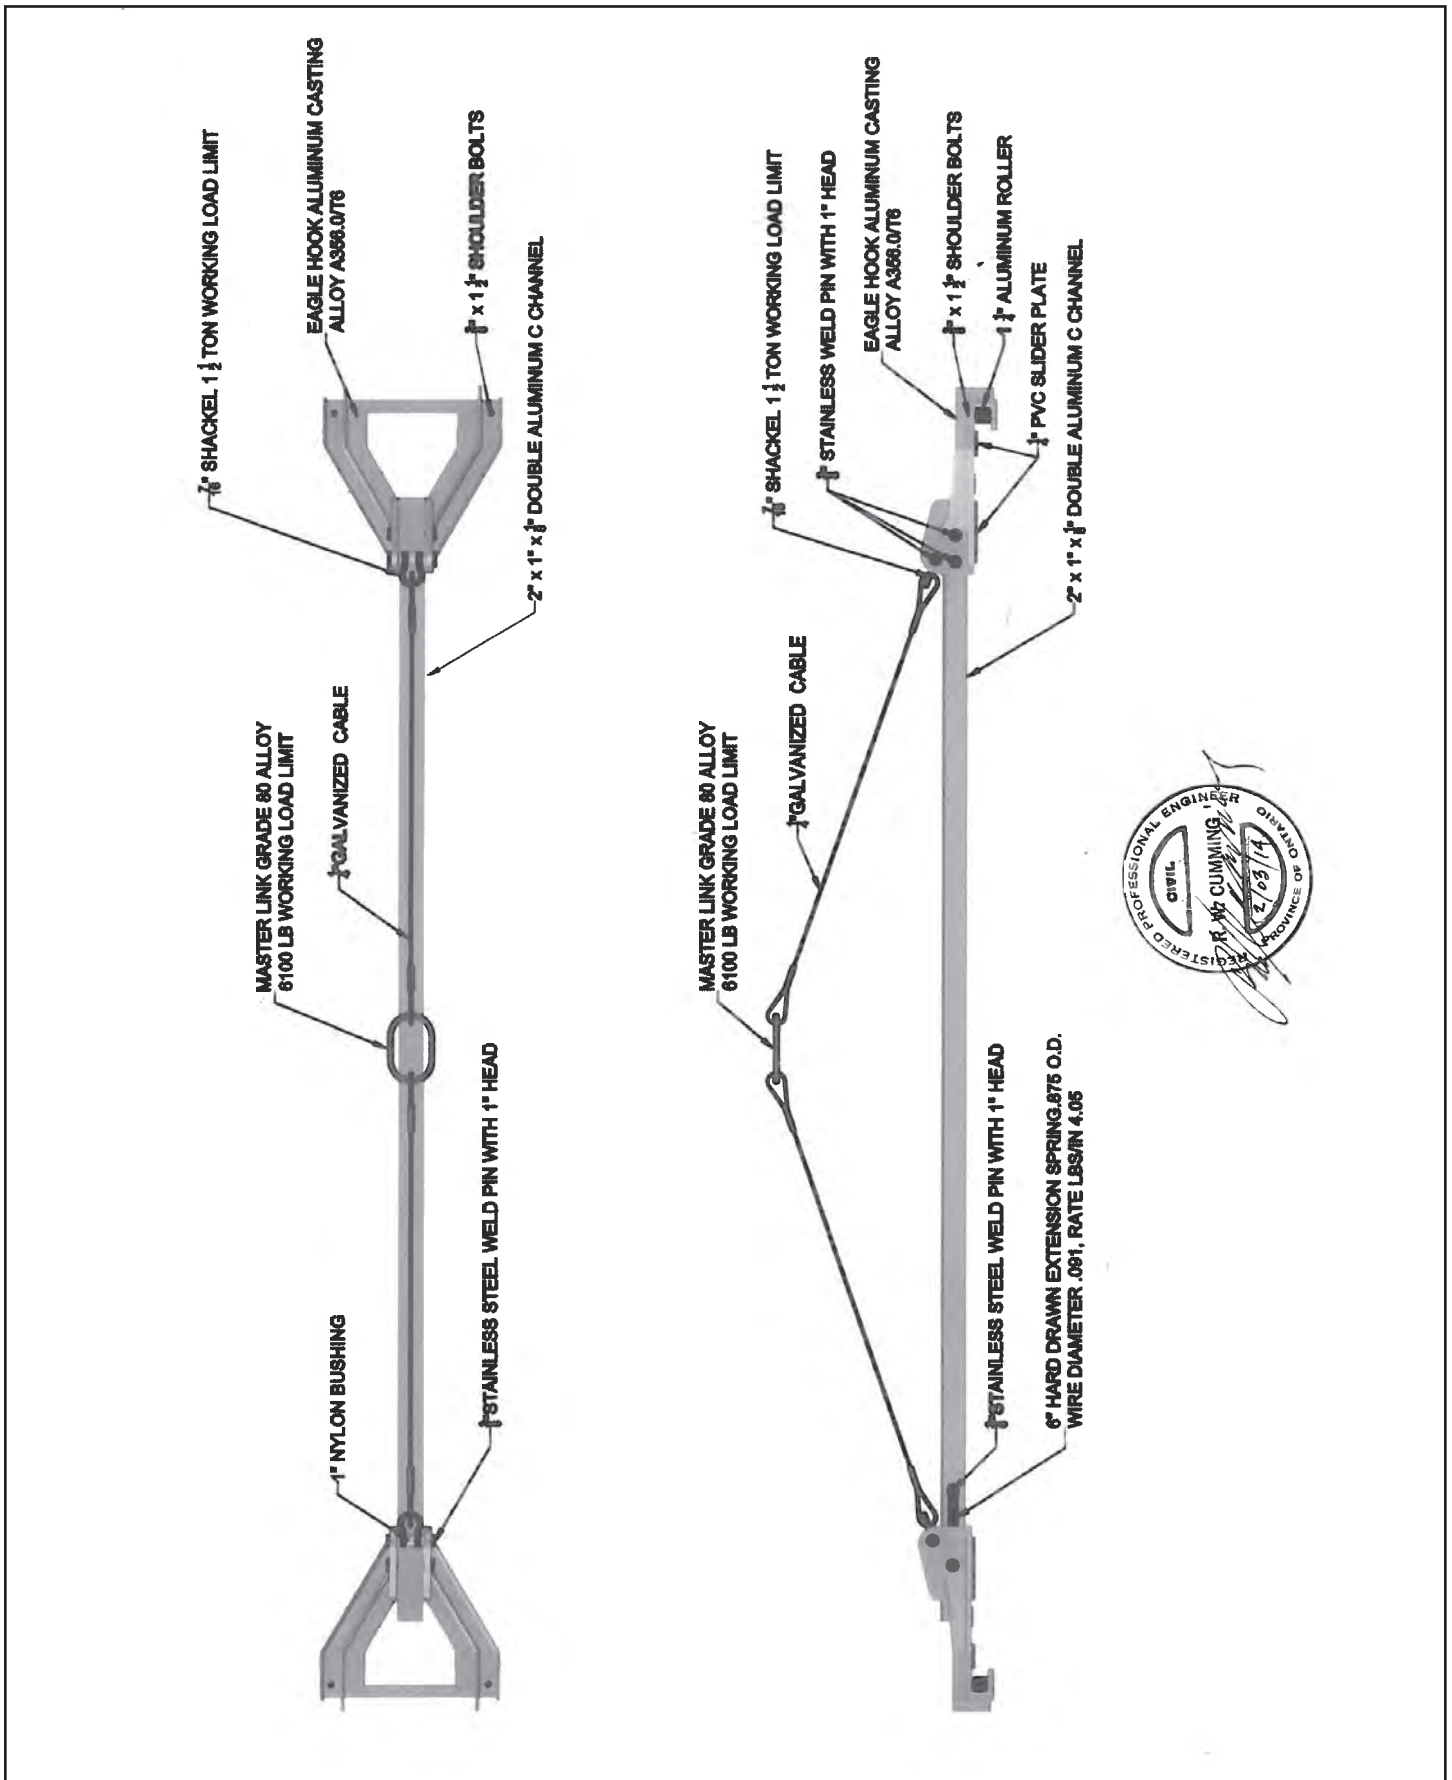 7/16" SHACKEL 1 1/2 TON WORKING LOAD LIMIT
EAGLE HOOK ALUMINUM CASTING
ALLOY A356.0/T6
x 1 1/2" SHOULDER BOLTS
2" x 1" x 1/8" DOUBLE ALUMINUM C CHANNEL
MASTER LINK GRADE 80 ALLOY
6100 LB WORKING LOAD LIMIT
GALVANIZED CABLE
1" NYLON BUSHING
STAINLESS STEEL WELD PIN WITH 1" HEAD
7/16" SHACKEL 1 1/2 TON WORKING LOAD LIMIT
STAINLESS WELD PIN WITH 1" HEAD
EAGLE HOOK ALUMINUM CASTING
ALLOY A356.0/T6
x 1 1/2" SHOULDER BOLTS
ALUMINUM ROLLER
PVC SLIDER PLATE
2" x 1" x 1/8" DOUBLE ALUMINUM C CHANNEL
MASTER LINK GRADE 80 ALLOY
6100 LB WORKING LOAD LIMIT
GALVANIZED CABLE
STAINLESS STEEL WELD PIN WITH 1" HEAD
6" HARD DRAWN EXTENSION SPRING.875 O.D.
WIRE DIAMETER .091, RATE LBS/IN 4.05
REGISTERED PROFESSIONAL ENGINEER
CIVIL
R. W. CUMMING
2/03/14
PROVINCE OF ONTARIO